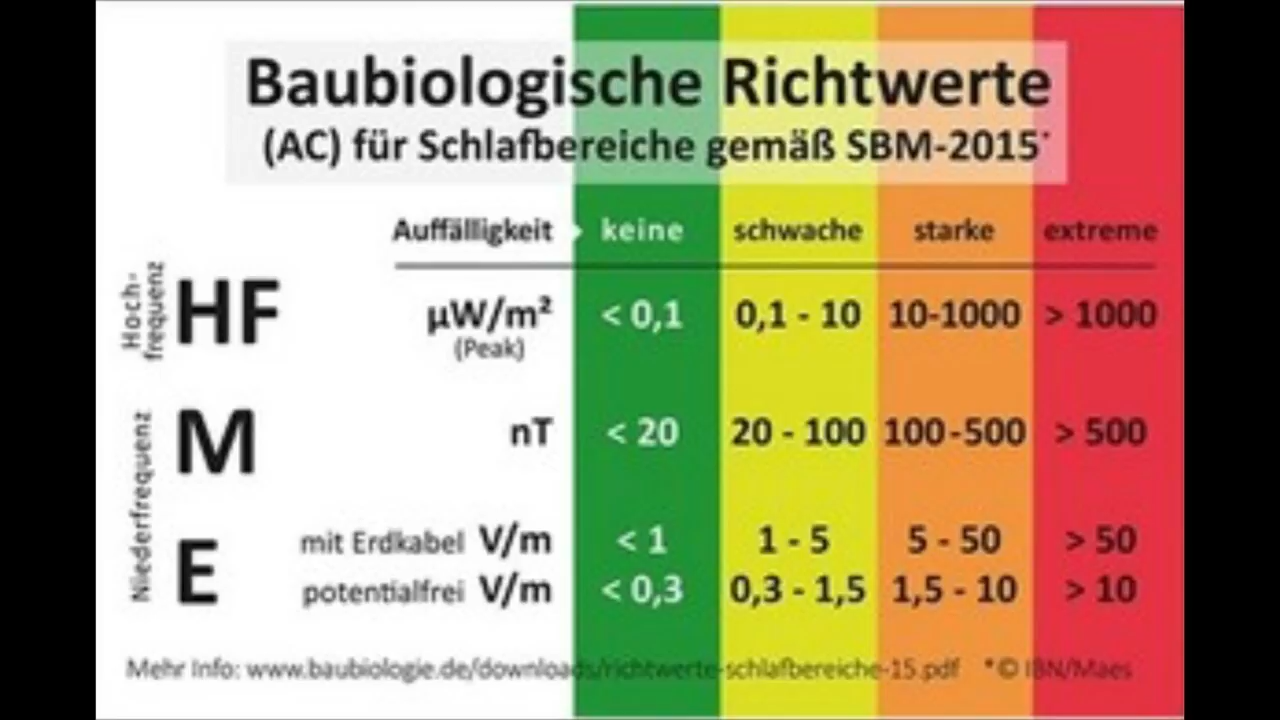 Baubiologische Richtwerte
(AC) für Schlafbereiche gemäß SBM-2015*
Auffälligkeit keine schwache starke extreme
Hoch-
frequenz
HF µW/m² < 0,1 0,1 - 10 10-1000 > 1000
(Peak)
Niederfrequenz
M nT < 20 20 - 100 100-500 > 500
E mit Erdkabel V/m < 1 1 - 5 5 - 50 > 50
potentialfrei V/m < 0,3 0,3 - 1,5 1,5 - 10 > 10
Mehr Info: www.baubiologie.de/downloads/richtwerte-schlafbereiche-15.pdf *© IBN/Maes